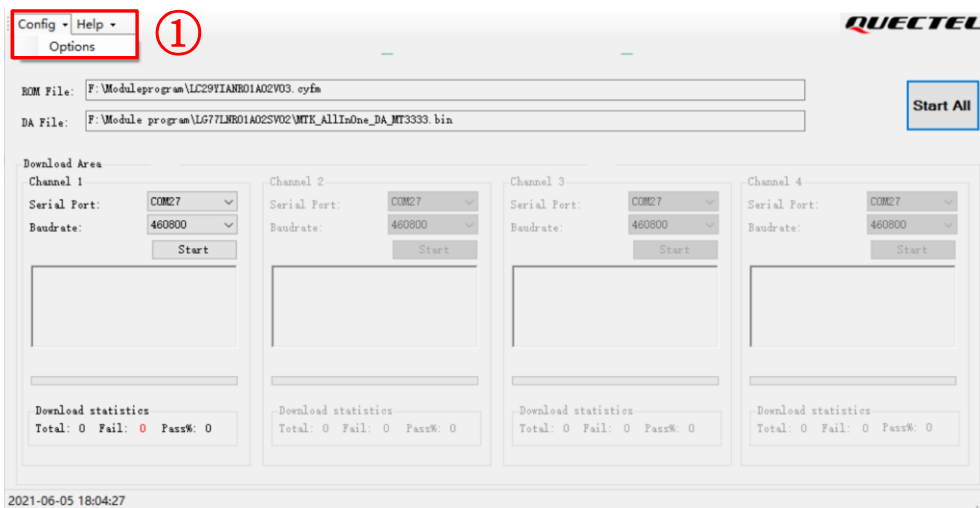 Config Help
①
QUECTEL
Options
ROM File: F:\Moduleprogram\LC29YIANR01A02V03.cyfm
Start All
DA File: F:\Module program\LG77LNR01A02SV02\MTK_AllInOne_DA_MT3333.bin
Download Area
Channel 1 Channel 2 Channel 3 Channel 4
Serial Port: COM27 Serial Port: COM27 Serial Port: COM27 Serial Port: COM27
Baudrate: 460800 Baudrate: 460800 Baudrate: 460800 Baudrate: 460800
Start Start Start Start
Download statistics Download statistics Download statistics Download statistics
Total: 0 Fail: 0 Pass%: 0 Total: 0 Fail: 0 Pass%: 0 Total: 0 Fail: 0 Pass%: 0 Total: 0 Fail: 0 Pass%: 0
2021-06-05 18:04:27